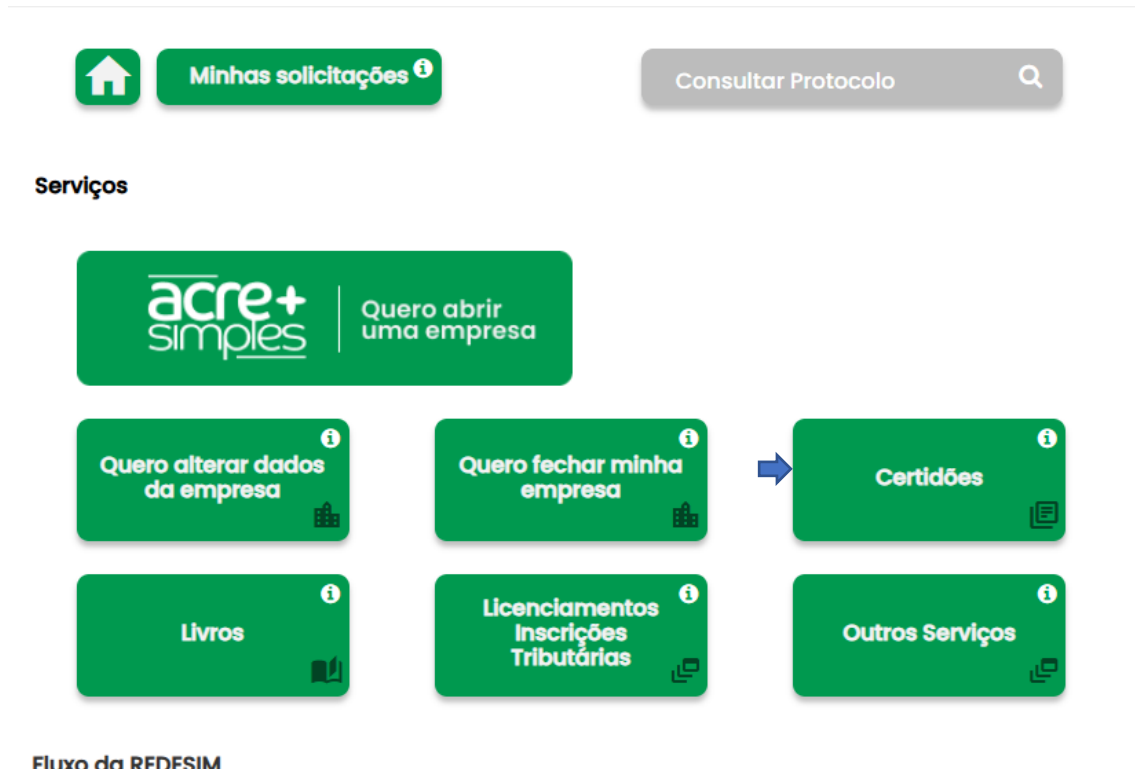 Minhas solicitações
Consultar Protocolo
Serviços
acre+
simples
Quero abrir
uma empresa
Quero alterar dados
da empresa
Quero fechar minha
empresa
Certidões
Livros
Licenciamentos
Inscrições
Tributárias
Outros Serviços
Fluxo da REDESIM